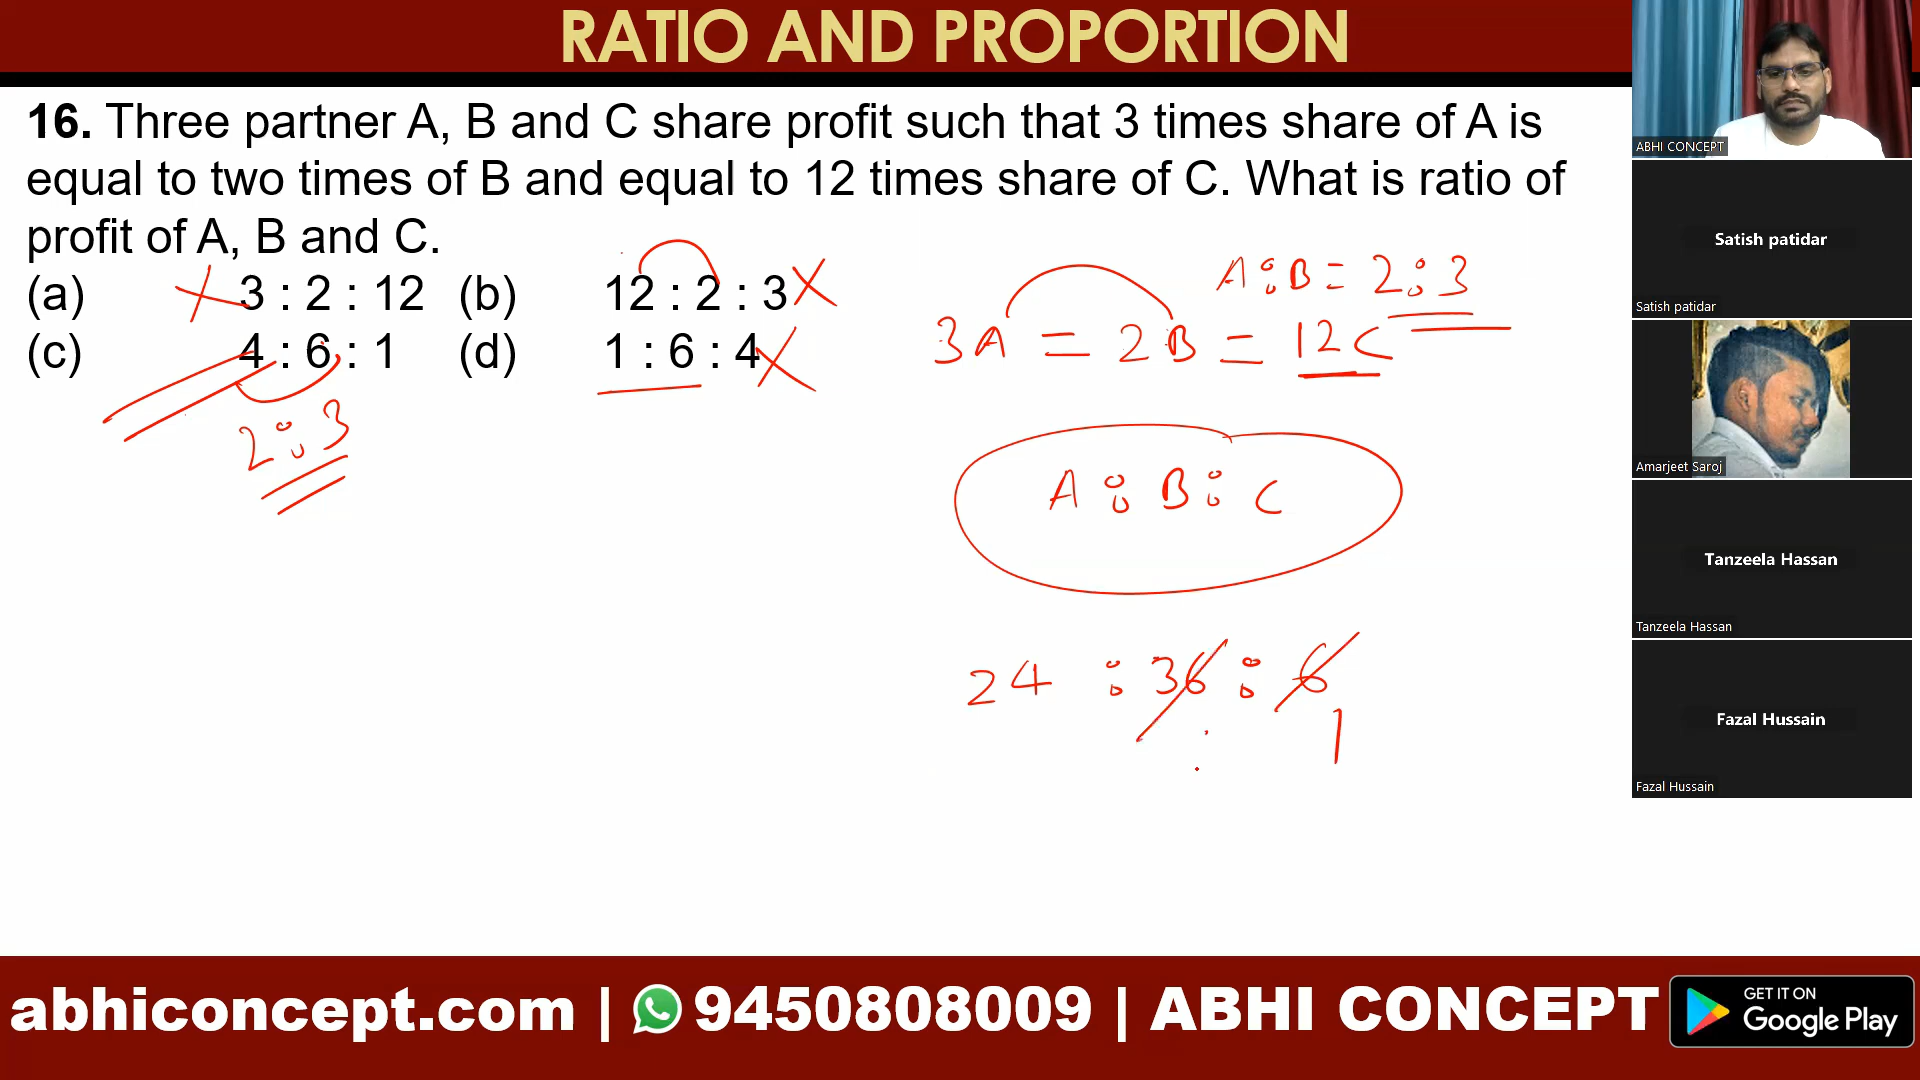 RATIO AND PROPORTION
16. Three partner A, B and C share profit such that 3 times share of A is
equal to two times of B and equal to 12 times share of C. What is ratio of
profit of A, B and C.
(a) 3 : 2 : 12 (b) 12 : 2 : 3
(c) 4 : 6 : 1 (d) 1 : 6 : 4
2 : 3
A : B = 2 : 3
3A = 2B = 12C
A : B : C
24 : 36 : 6
1
ABHI CONCEPT
Satish patidar
Satish patidar
Amarjeet Saroj
Tanzeela Hassan
Tanzeela Hassan
Fazal Hussain
Fazal Hussain
abhiconcept.com | 9450808009 | ABHI CONCEPT
GET IT ON
Google Play